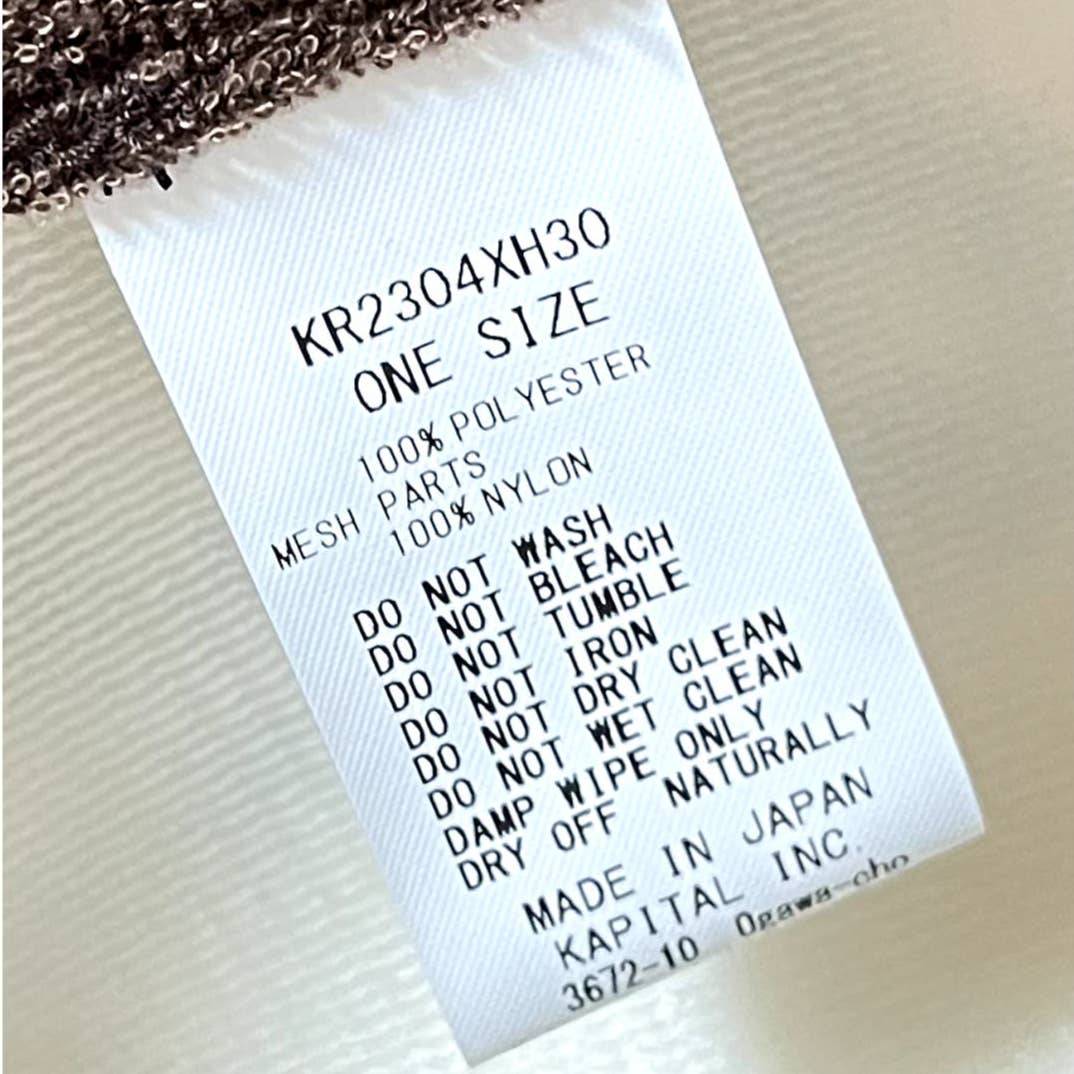 KR2304XH30
ONE SIZE
100% POLYESTER
MESH PARTS
100% NYLON
DO NOT WASH
DO NOT BLEACH
DO NOT TUMBLE
DO NOT IRON
DO NOT DRY CLEAN
DO NOT WET CLEAN
DAMP WIPE ONLY
DRY OFF NATURALLY
MADE IN JAPAN
KAPITAL INC.
3672-10 Ogawa-cho